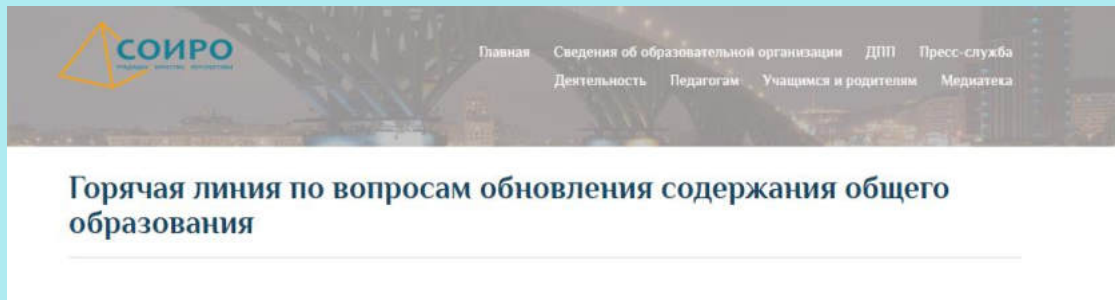 СОИРО
Главная Сведения об образовательной организации ДПП Пресс-служба
Деятельность Педагогам Учащимся и родителям Медиатека
Горячая линия по вопросам обновления содержания общего
образования